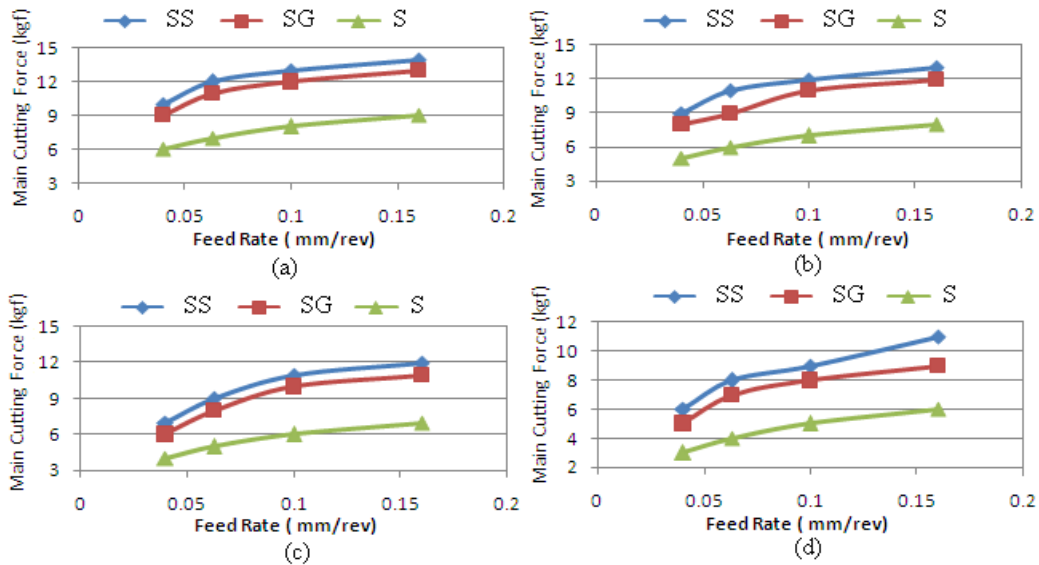 SS SG S
Main Cutting Force (kgf)
15
12
9
6
3
0 0.05 0.1 0.15 0.2
Feed Rate ( mm/rev)
(a)
SS SG S
Main Cutting Force (kgf)
15
12
9
6
3
0 0.05 0.1 0.15 0.2
Feed Rate ( mm/rev)
(b)
SS SG S
Main Cutting Force (kgf)
15
12
9
6
3
0 0.05 0.1 0.15 0.2
Feed Rate ( mm/rev)
(c)
SS SG S
Main Cutting Force (kgf)
12
10
8
6
4
2
0 0.05 0.1 0.15 0.2
Feed Rate ( mm/rev)
(d)